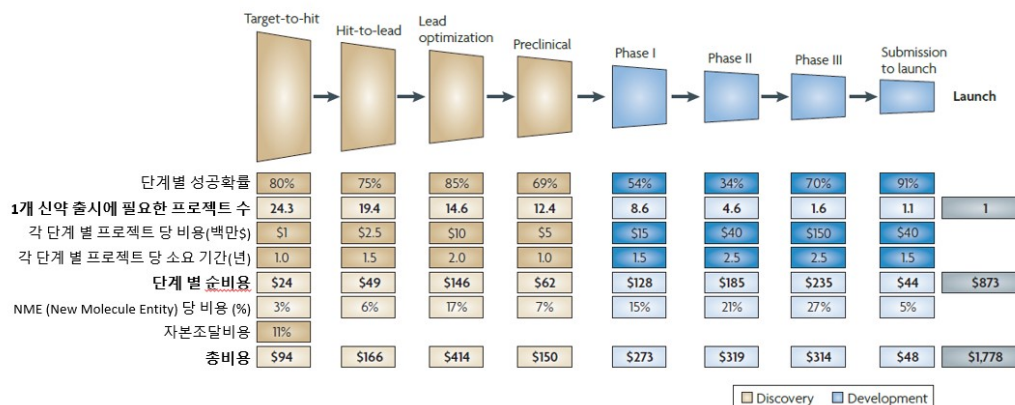 Target-to-hit
Hit-to-lead
Lead optimization
Preclinical
Phase I
Phase II
Phase III
Submission to launch
Launch
단계별 성공확률 80% 75% 85% 69% 54% 34% 70% 91%
1개 신약 출시에 필요한 프로젝트 수 24.3 19.4 14.6 12.4 8.6 4.6 1.6 1.1 1
각 단계 별 프로젝트 당 비용(백만$) $1 $2.5 $10 $5 $15 $40 $150 $40
각 단계 별 프로젝트 당 소요 기간(년) 1.0 1.5 2.0 1.0 1.5 2.5 2.5 1.5
단계 별 순비용 $24 $49 $146 $62 $128 $185 $235 $44 $873
NME (New Molecule Entity) 당 비용 (%) 3% 6% 17% 7% 15% 21% 27% 5%
자본조달비용 11%
총비용 $94 $166 $414 $150 $273 $319 $314 $48 $1,778
Discovery Development